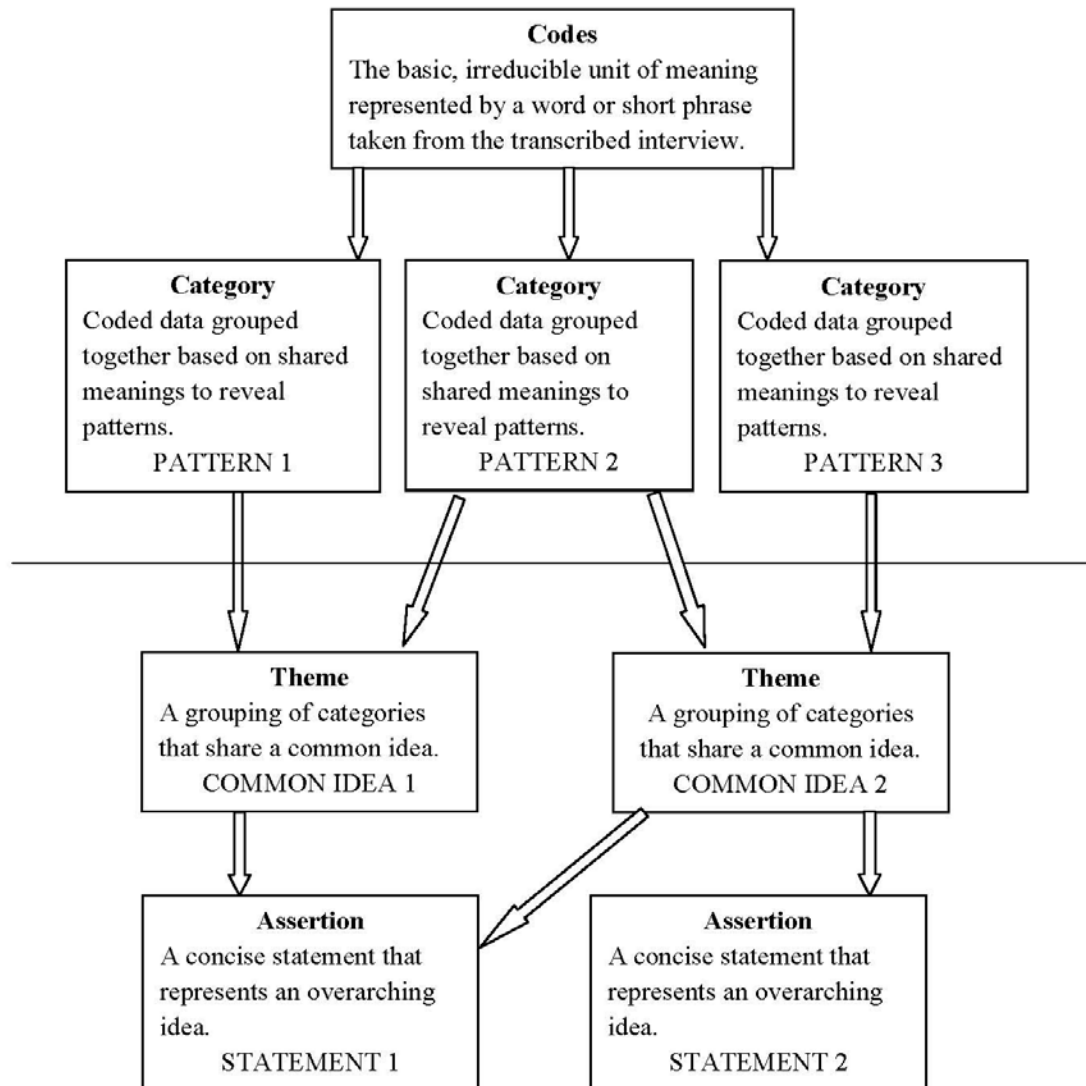 Codes
The basic, irreducible unit of meaning
represented by a word or short phrase
taken from the transcribed interview.
Category
Coded data grouped
together based on shared
meanings to reveal
patterns.
PATTERN 1
Category
Coded data grouped
together based on
shared meanings to
reveal patterns.
PATTERN 2
Category
Coded data grouped
together based on shared
meanings to reveal
patterns.
PATTERN 3
Theme
A grouping of categories
that share a common idea.
COMMON IDEA 1
Theme
A grouping of categories
that share a common idea.
COMMON IDEA 2
Assertion
A concise statement that
represents an overarching
idea.
STATEMENT 1
Assertion
A concise statement that
represents an overarching
idea.
STATEMENT 2